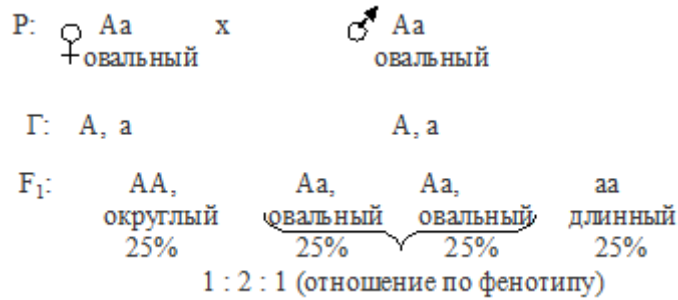 P: Aa x Aa
овальный овальный
Г: A, a A, a
F₁: AA, Aa, Aa, aa
округлый овальный овальный длинный
25% 25% 25% 25%
1 : 2 : 1 (отношение по фенотипу)